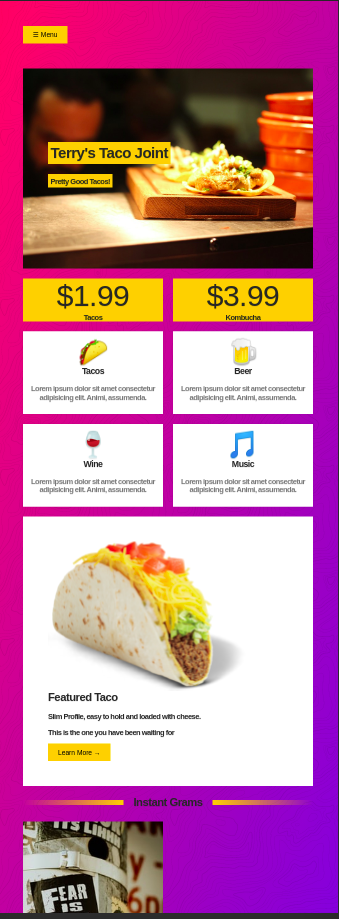 ☰ Menu
Terry's Taco Joint
Pretty Good Tacos!
$1.99
Tacos
$3.99
Kombucha
Tacos
Lorem ipsum dolor sit amet consectetur
adipisicing elit. Animi, assumenda.
Beer
Lorem ipsum dolor sit amet consectetur
adipisicing elit. Animi, assumenda.
Wine
Lorem ipsum dolor sit amet consectetur
adipisicing elit. Animi, assumenda.
Music
Lorem ipsum dolor sit amet consectetur
adipisicing elit. Animi, assumenda.
Featured Taco
Slim Profile, easy to hold and loaded with cheese.
This is the one you have been waiting for
Learn More →
Instant Grams
FEAR
IS